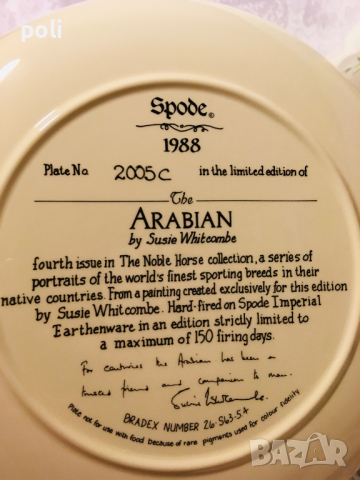 poli
Spode©
1988
Plate No. 2005C in the limited edition of
The
ARABIAN
by Susie Whitcombe
fourth issue in The Noble Horse collection, a series of
portraits of the world's finest sporting breeds in their
native countries. From a painting created exclusively for this edition
by Susie Whitcombe. Hard-fired on Spode Imperial
Earthenware in an edition strictly limited to
a maximum of 150 firing days.
For centuries the Arabian has been a
trusted friend and companion to man.
Susie Whitcombe.
BRADEX NUMBER 26-S63-5.4
Plate not for use with food because of rare pigments used for colour fidelity
BAZAR
bg